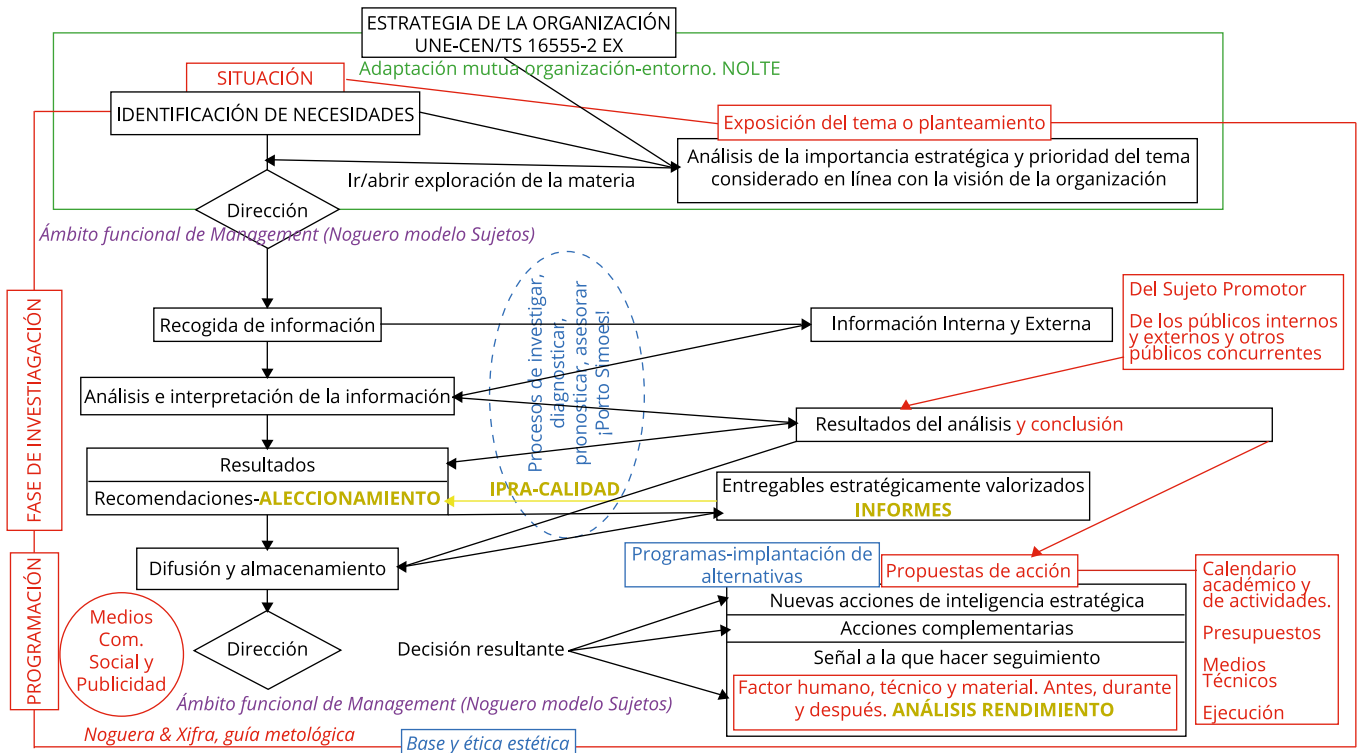 ESTRATEGIA DE LA ORGANIZACIÓN
UNE-CEN/TS 16555-2 EX
Adaptación mutua organización-entorno. NOLTE
SITUACIÓN
IDENTIFICACIÓN DE NECESIDADES
Exposición del tema o planteamiento
Análisis de la importancia estratégica y prioridad del tema
considerado en línea con la visión de la organización
Ir/abrir exploración de la materia
Dirección
Ámbito funcional de Management (Noguero modelo Sujetos)
FASE DE INVESTIAGACIÓN
Recogida de información
Procesos de investigar,
diagnosticar,
pronosticar, asesorar
¡Porto Simoes!
Información Interna y Externa
Del Sujeto Promotor
De los públicos internos
y externos y otros
públicos concurrentes
Análisis e interpretación de la información
Resultados del análisis y conclusión
Resultados
Recomendaciones-ALECCIONAMIENTO
IPRA-CALIDAD
Entregables estratégicamente valorizados
INFORMES
Difusión y almacenamiento
PROGRAMACIÓN
Medios
Com.
Social y
Publicidad
Dirección
Programas-implantación de
alternativas
Propuestas de acción
Calendario
académico y
de actividades.
Presupuestos
Medios
Técnicos
Ejecución
Decisión resultante
Nuevas acciones de inteligencia estratégica
Acciones complementarias
Señal a la que hacer seguimiento
Factor humano, técnico y material. Antes, durante
y después. ANÁLISIS RENDIMIENTO
Ámbito funcional de Management (Noguero modelo Sujetos)
Noguera & Xifra, guía metológica
Base y ética estética